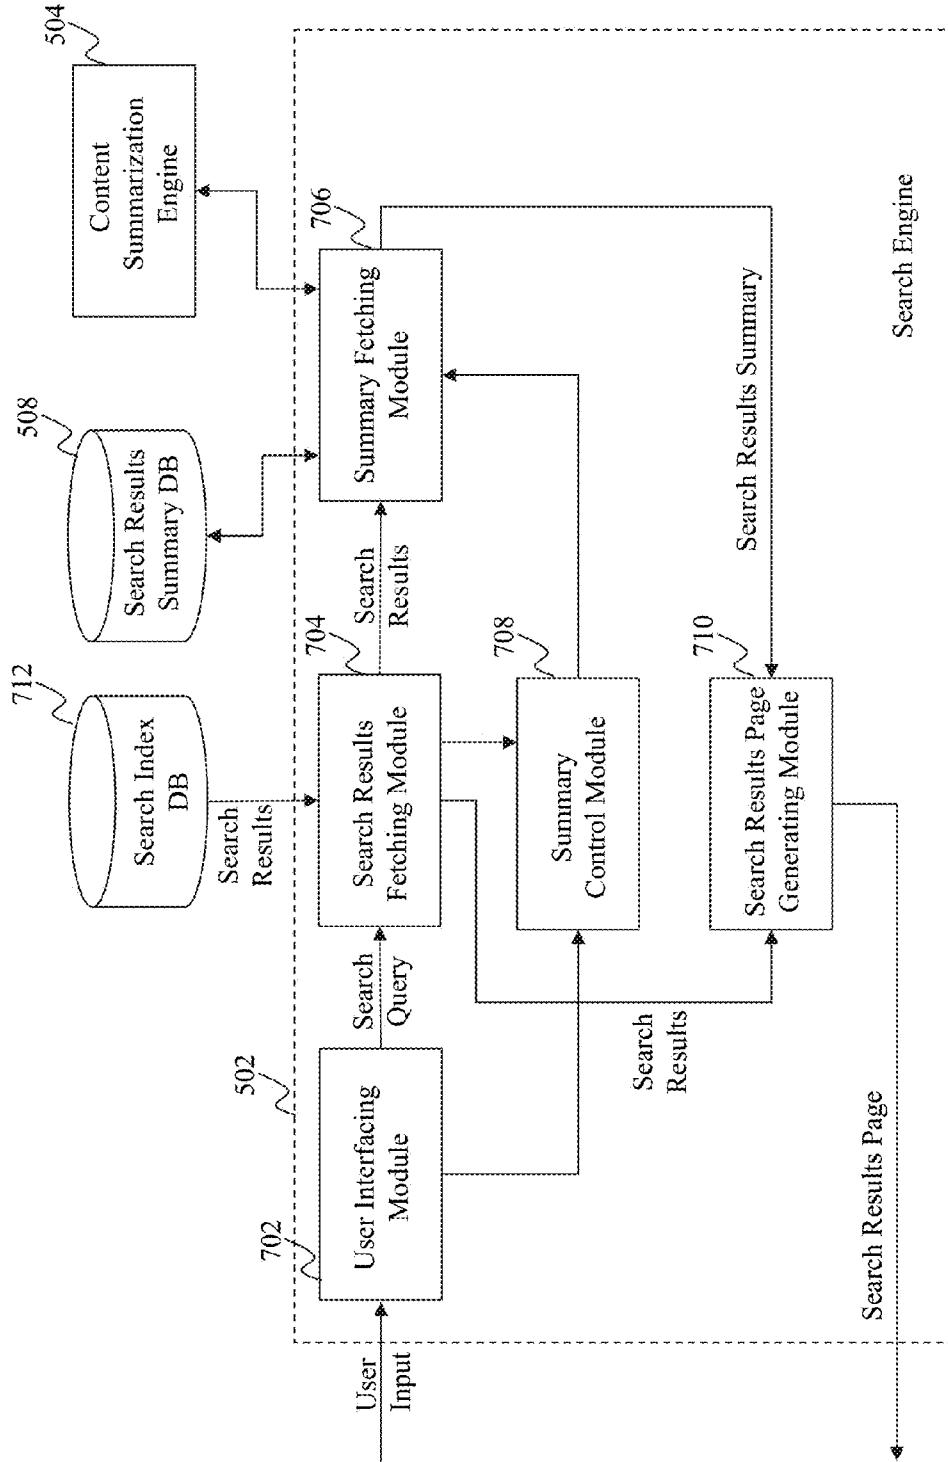 712
Search Index
DB
508
Search Results
Summary DB
504
Content
Summarization
Engine
Search
Results
502
702
User Interfacing
Module
User
Input
Search
Query
704
Search Results
Fetching Module
Search
Results
706
Summary Fetching
Module
708
Summary
Control Module
Search
Results
710
Search Results Page
Generating Module
Search Results Summary
Search Results Page
Search Engine